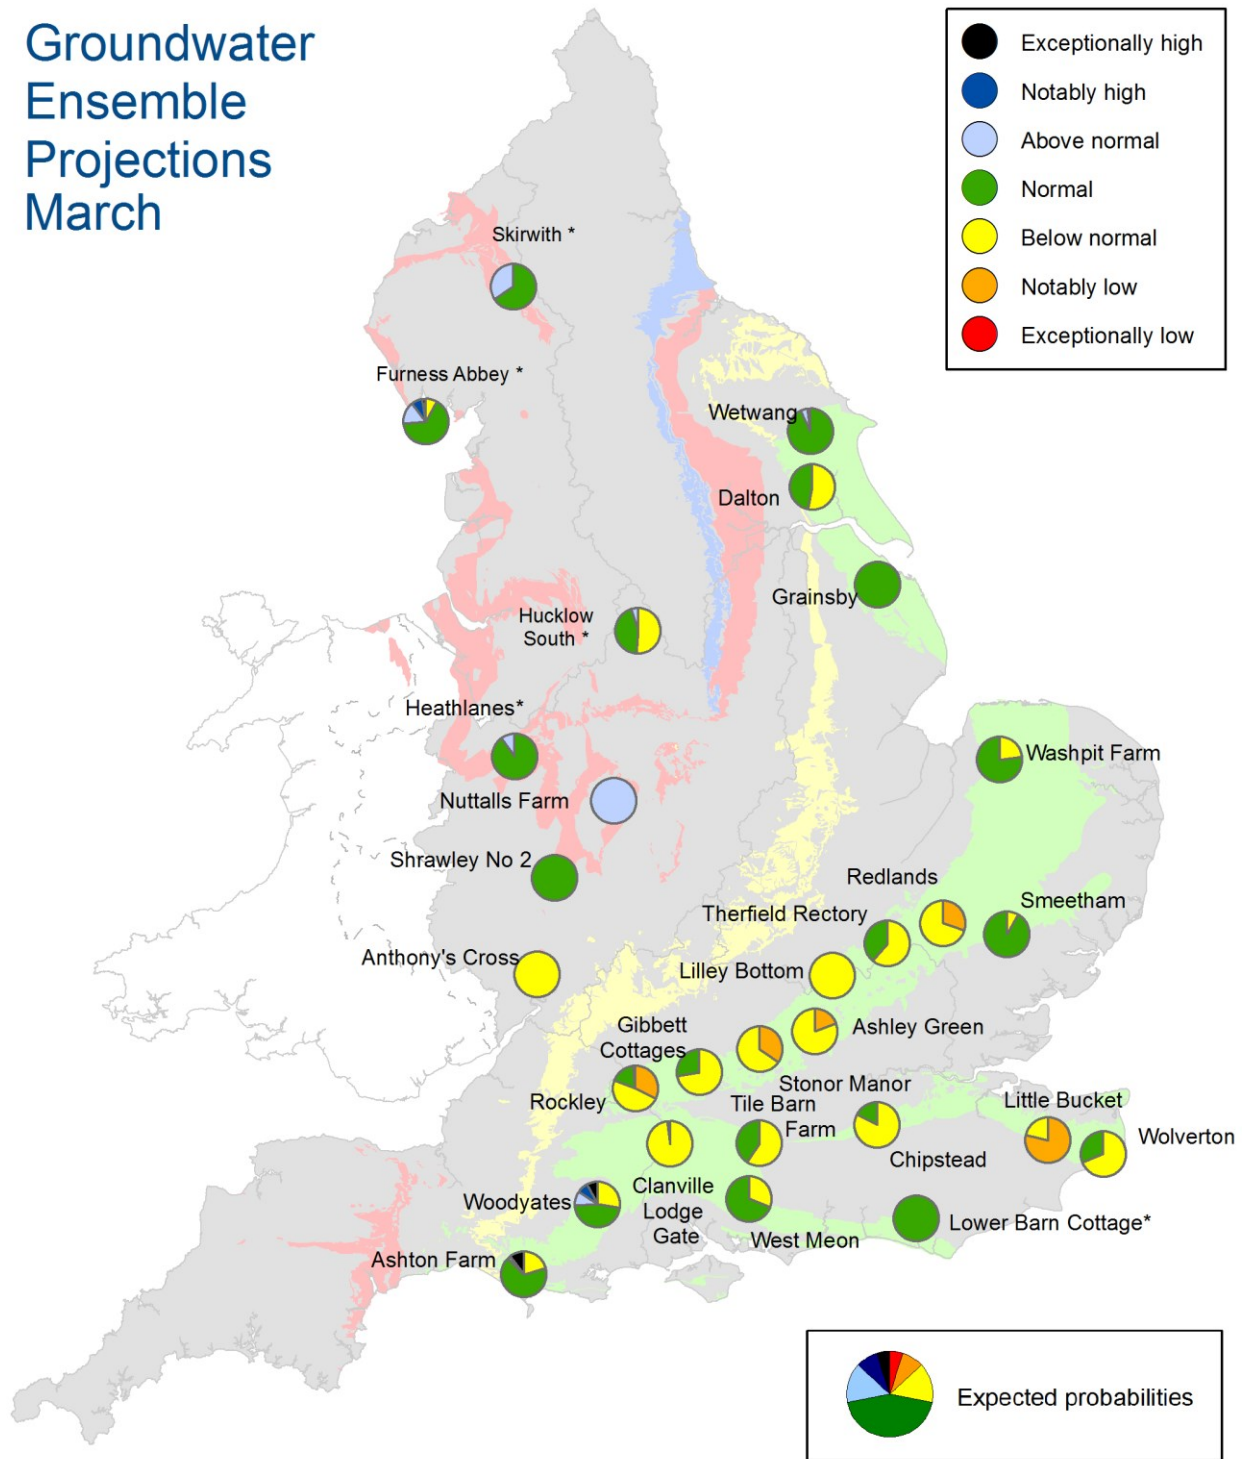 Groundwater
Ensemble
Projections
March
Exceptionally high
Notably high
Above normal
Normal
Below normal
Notably low
Exceptionally low
Skirwith *
Furness Abbey *
Wetwang
Dalton
Grainsby
Hucklow
South *
Heathlanes*
Nuttalls Farm
Washpit Farm
Shrawley No 2
Redlands
Smeetham
Therfield Rectory
Anthony's Cross
Lilley Bottom
Gibbett
Cottages
Ashley Green
Stonor Manor
Rockley
Tile Barn
Farm
Little Bucket
Wolverton
Chipstead
Woodyates
Clanville
Lodge
Gate
West Meon
Lower Barn Cottage*
Ashton Farm
Expected probabilities